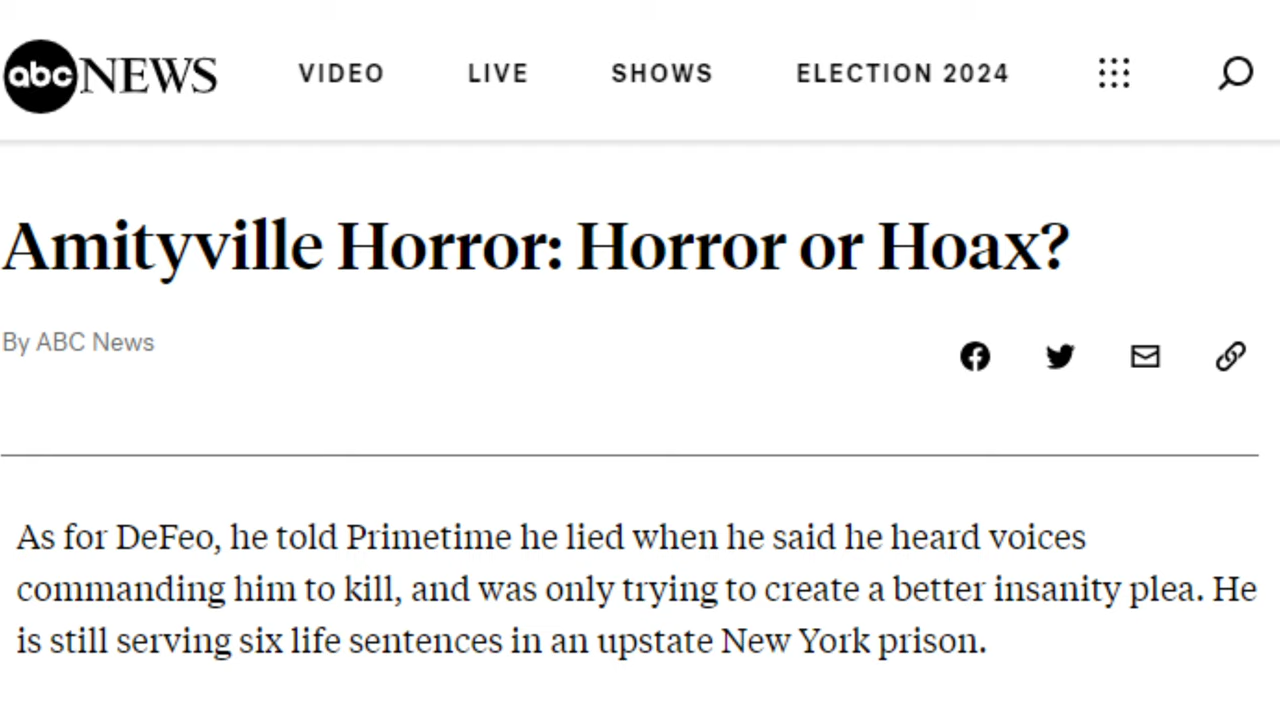 abc NEWS VIDEO LIVE SHOWS ELECTION 2024
Amityville Horror: Horror or Hoax?
By ABC News
As for DeFeo, he told Primetime he lied when he said he heard voices
commanding him to kill, and was only trying to create a better insanity plea. He
is still serving six life sentences in an upstate New York prison.